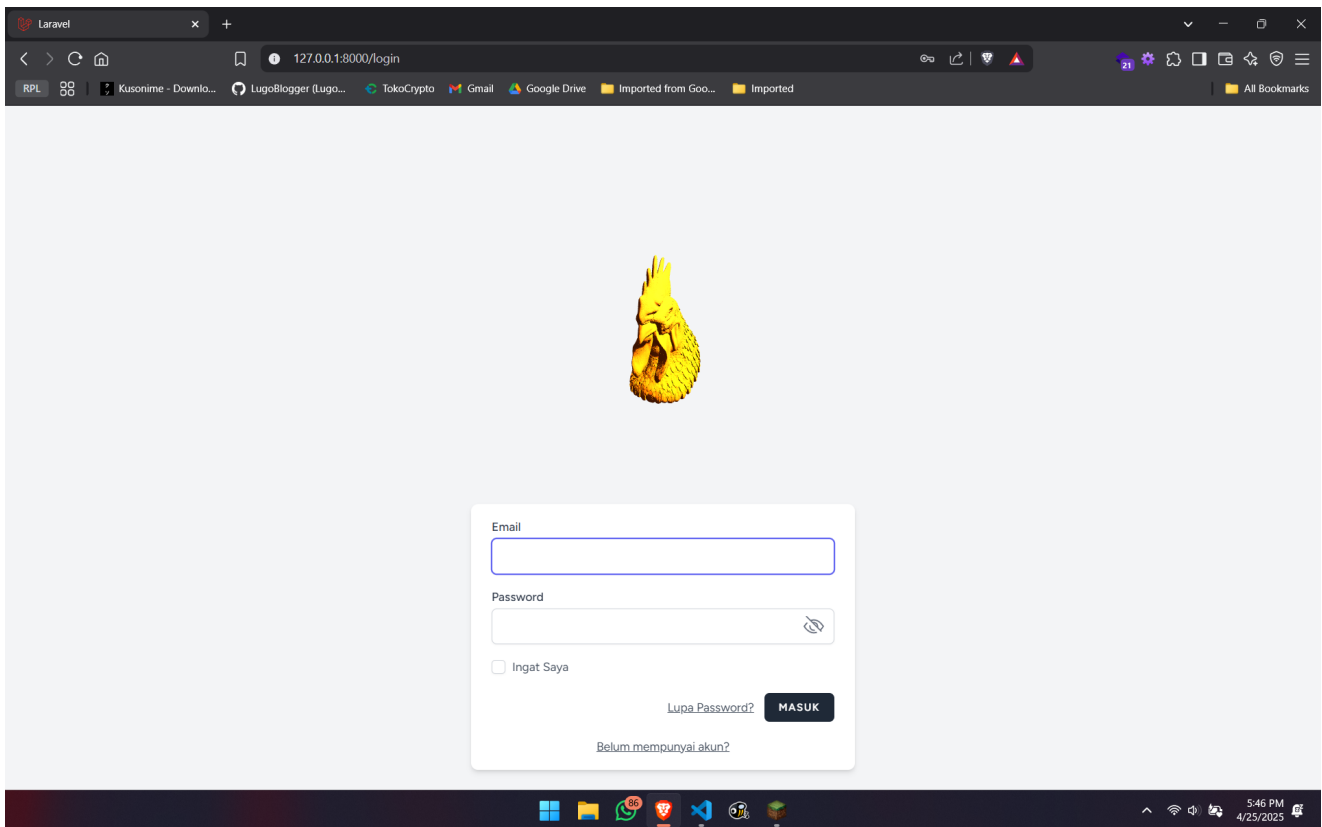 Laravel
127.0.0.1:8000/login
21
RPL
Kusonime - Downlo...
LugoBlogger (Lugo...
TokoCrypto
Gmail
Google Drive
Imported from Goo...
Imported
All Bookmarks
Email
Password
Ingat Saya
Lupa Password?
MASUK
Belum mempunyai akun?
86
5:46 PM
4/25/2025